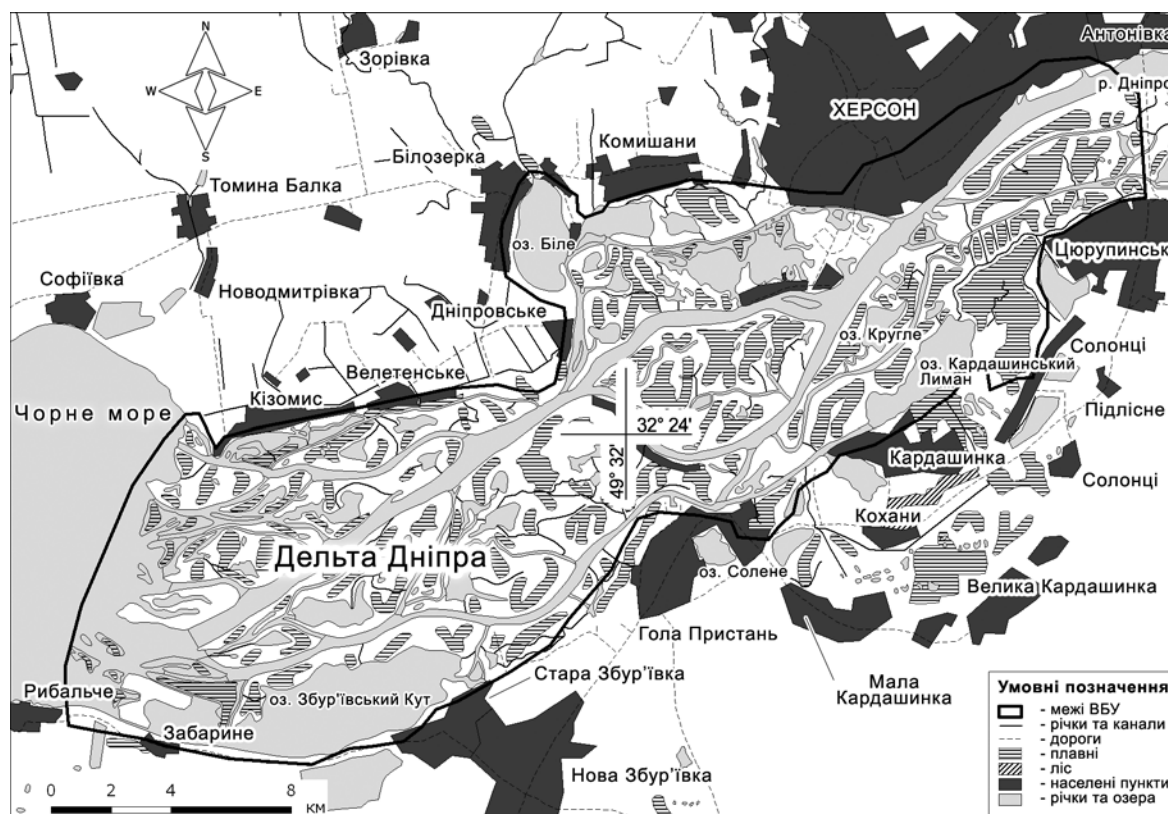 N
W
E
S
Зорівка
Антонівка
р. Дніпро
ХЕРСОН
Комишани
Білозерка
Томина Балка
оз. Біле
Цюрупинськ
Софіївка
Новодмитрівка
Дніпровське
оз. Кругле
Солонці
оз. Кардашинський
Лиман
Велетенське
Кізомис
Чорне море
Підлісне
32° 24'
49° 32'
Кардашинка
Солонці
Кохани
Дельта Дніпра
оз. Солене
Велика Кардашинка
Гола Пристань
Мала
Кардашинка
Стара Збур'ївка
оз. Збур'ївський Кут
Рибальче
Забарине
Нова Збур'ївка
0 2 4 8
КМ
Умовні позначення
- межі ВБУ
- річки та канали
- дороги
- плавні
- ліс
- населені пункти
- річки та озера